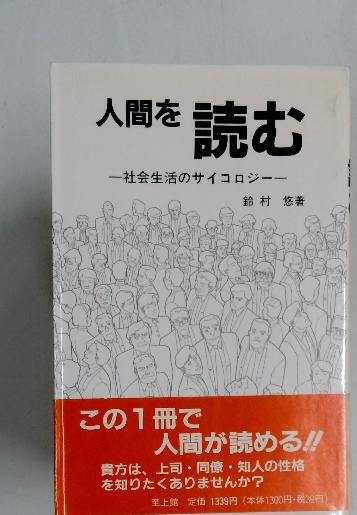 人間を 読む
―社会生活のサイコロジー―
鈴村 悠著
この1冊で
人間が読める!!
貴方は、上司・同僚・知人の性格
を知りたくありませんか?
至上館 定価 1339円 (本体1300円・税39円)